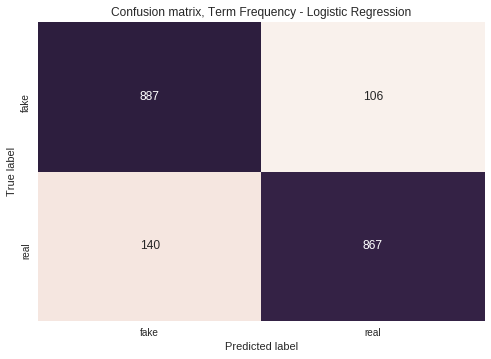 Confusion matrix, Term Frequency - Logistic Regression
fake
887
106
True label
real
140
867
fake
real
Predicted label